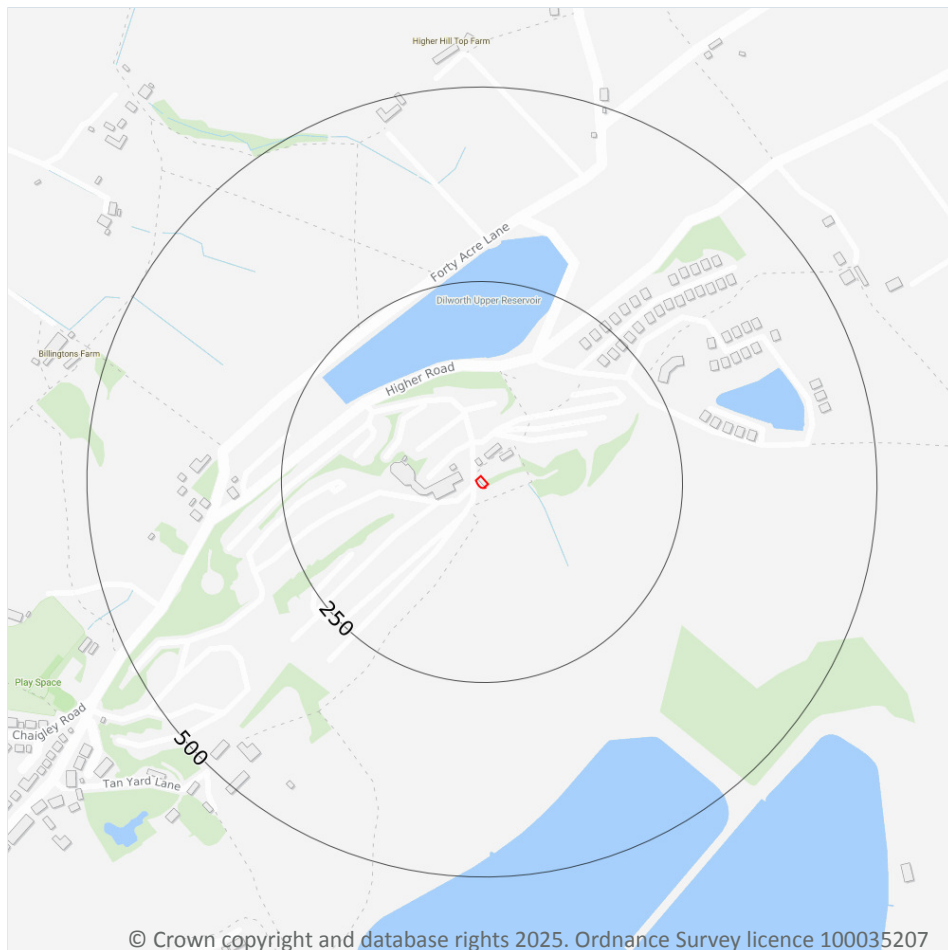 Higher Hill Top Farm
Forty Acre Lane
Dilworth Upper Reservoir
Billingtons Farm
Higher Road
250
Play Space
Chaigley Road
500
Tan Yard Lane
© Crown copyright and database rights 2025. Ordnance Survey licence 100035207